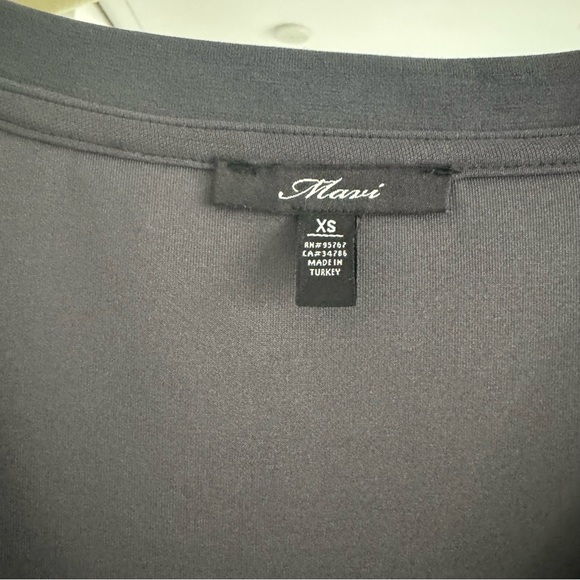 Mavi
XS
RN#95767
CA#34786
MADE IN
TURKEY